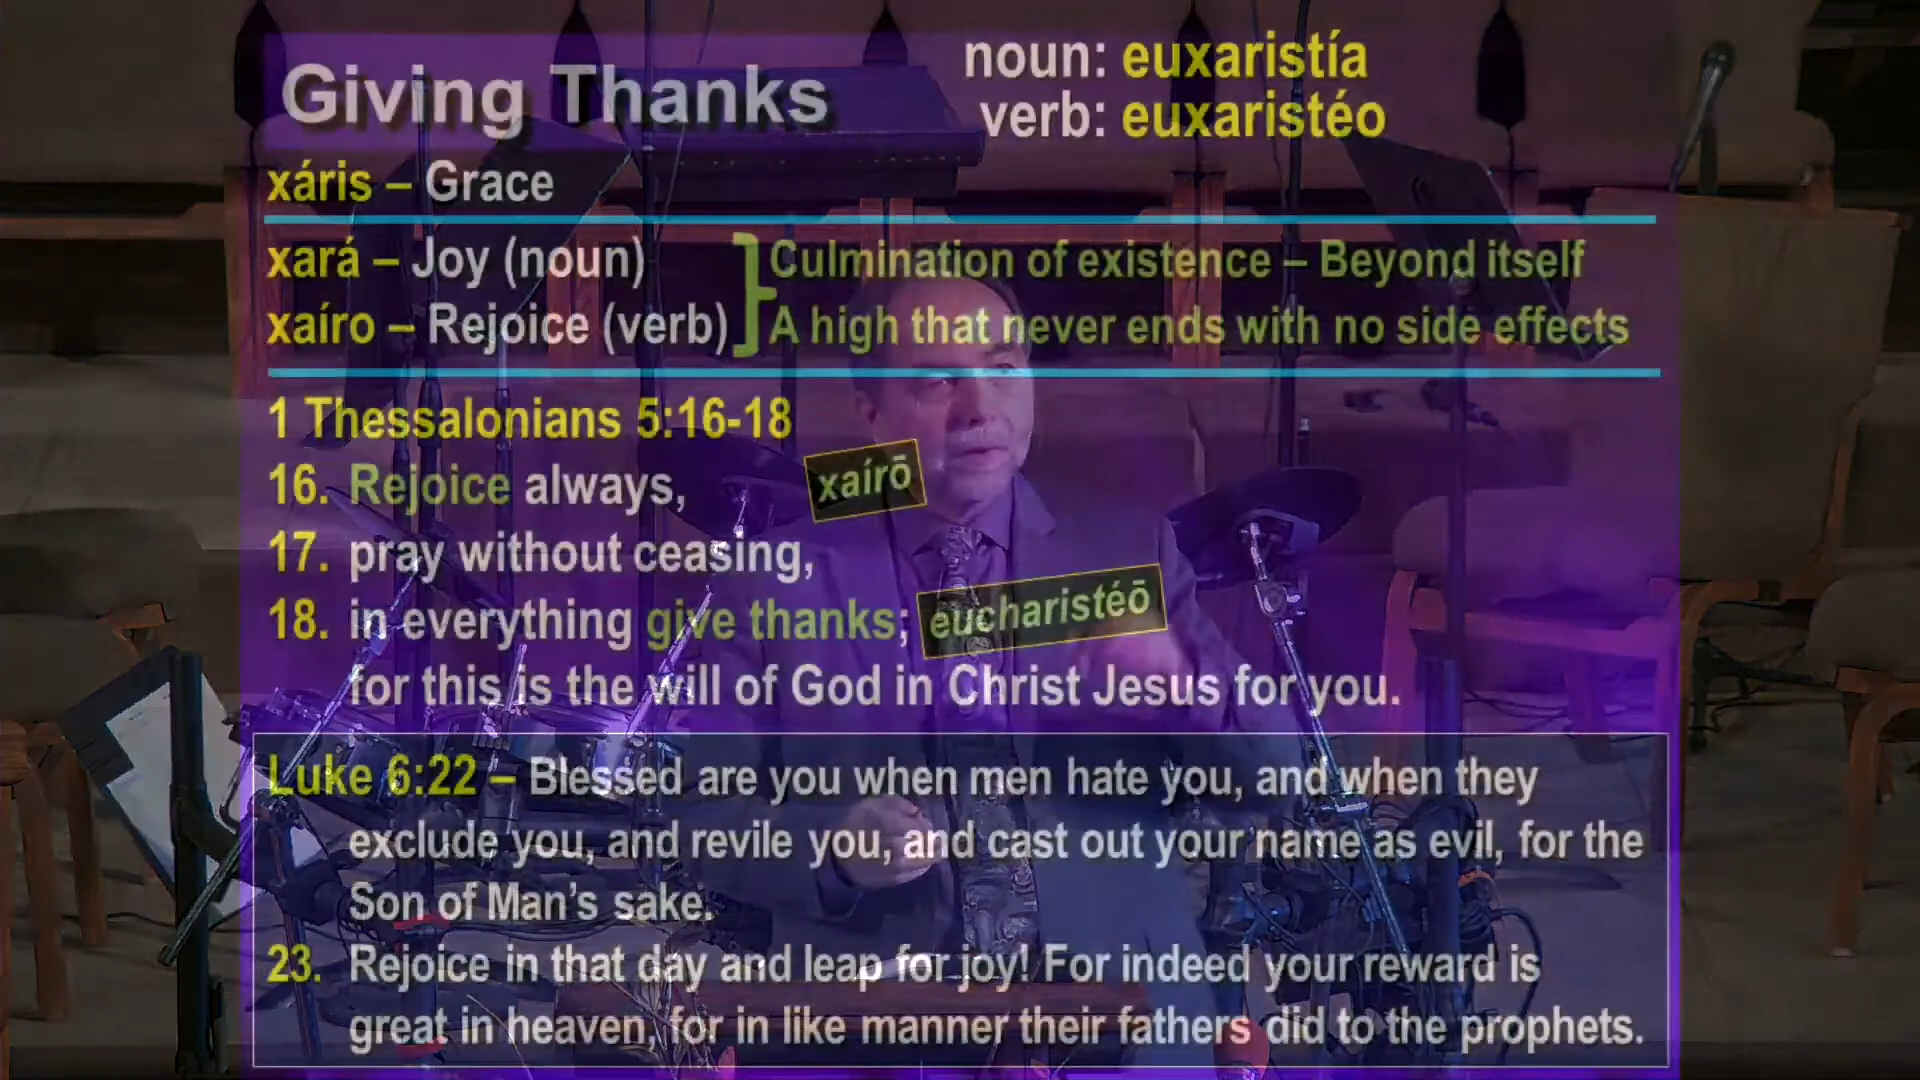 Giving Thanks
noun: euxaristía
verb: euxaristéo
xáris – Grace
xará – Joy (noun)
xaíro – Rejoice (verb)
Culmination of existence – Beyond itself
A high that never ends with no side effects
1 Thessalonians 5:16-18
16. Rejoice always,
xaírō
17. pray without ceasing,
18. in everything give thanks;
eucharistéō
for this is the will of God in Christ Jesus for you.
Luke 6:22 – Blessed are you when men hate you, and when they
exclude you, and revile you, and cast out your name as evil, for the
Son of Man’s sake.
23. Rejoice in that day and leap for joy! For indeed your reward is
great in heaven, for in like manner their fathers did to the prophets.